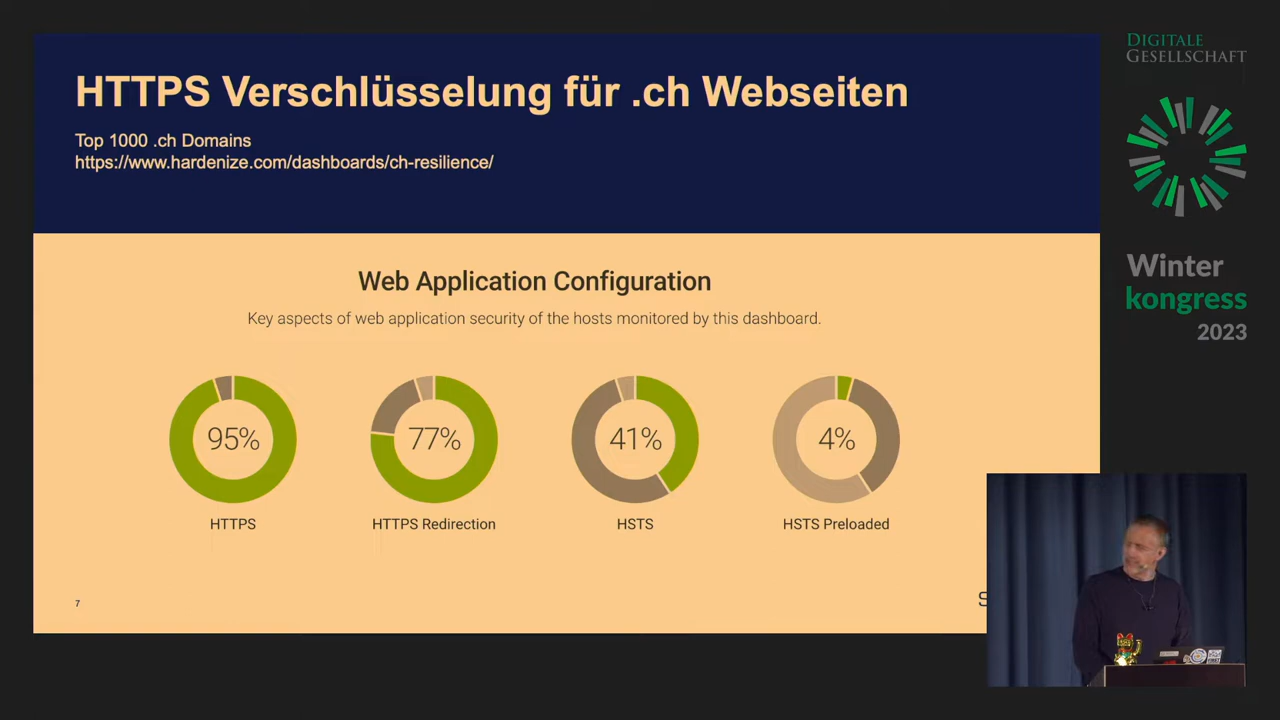 HTTPS Verschlüsselung für .ch Webseiten
Top 1000 .ch Domains
https://www.hardenize.com/dashboards/ch-resilience/
Web Application Configuration
Key aspects of web application security of the hosts monitored by this dashboard.
95%
77%
41%
4%
HTTPS
HTTPS Redirection
HSTS
HSTS Preloaded
7
DIGITALE
GESELLSCHAFT
Winter
kongress
2023